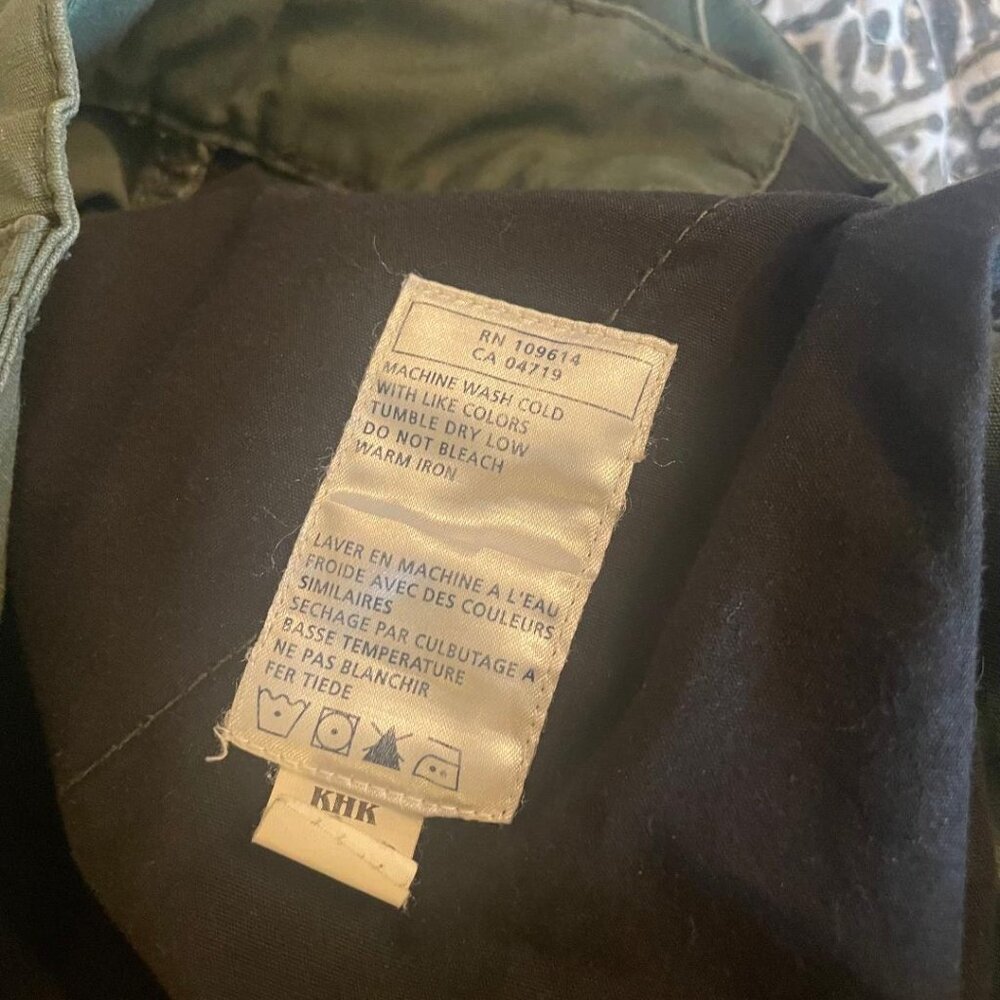 RN 109614
CA 04719
MACHINE WASH COLD
WITH LIKE COLORS
TUMBLE DRY LOW
DO NOT BLEACH
WARM IRON
LAVER EN MACHINE A L'EAU
FROIDE AVEC DES COULEURS
SIMILAIRES
SECHAGE PAR CULBUTAGE A
BASSE TEMPERATURE
NE PAS BLANCHIR
FER TIEDE
KHK